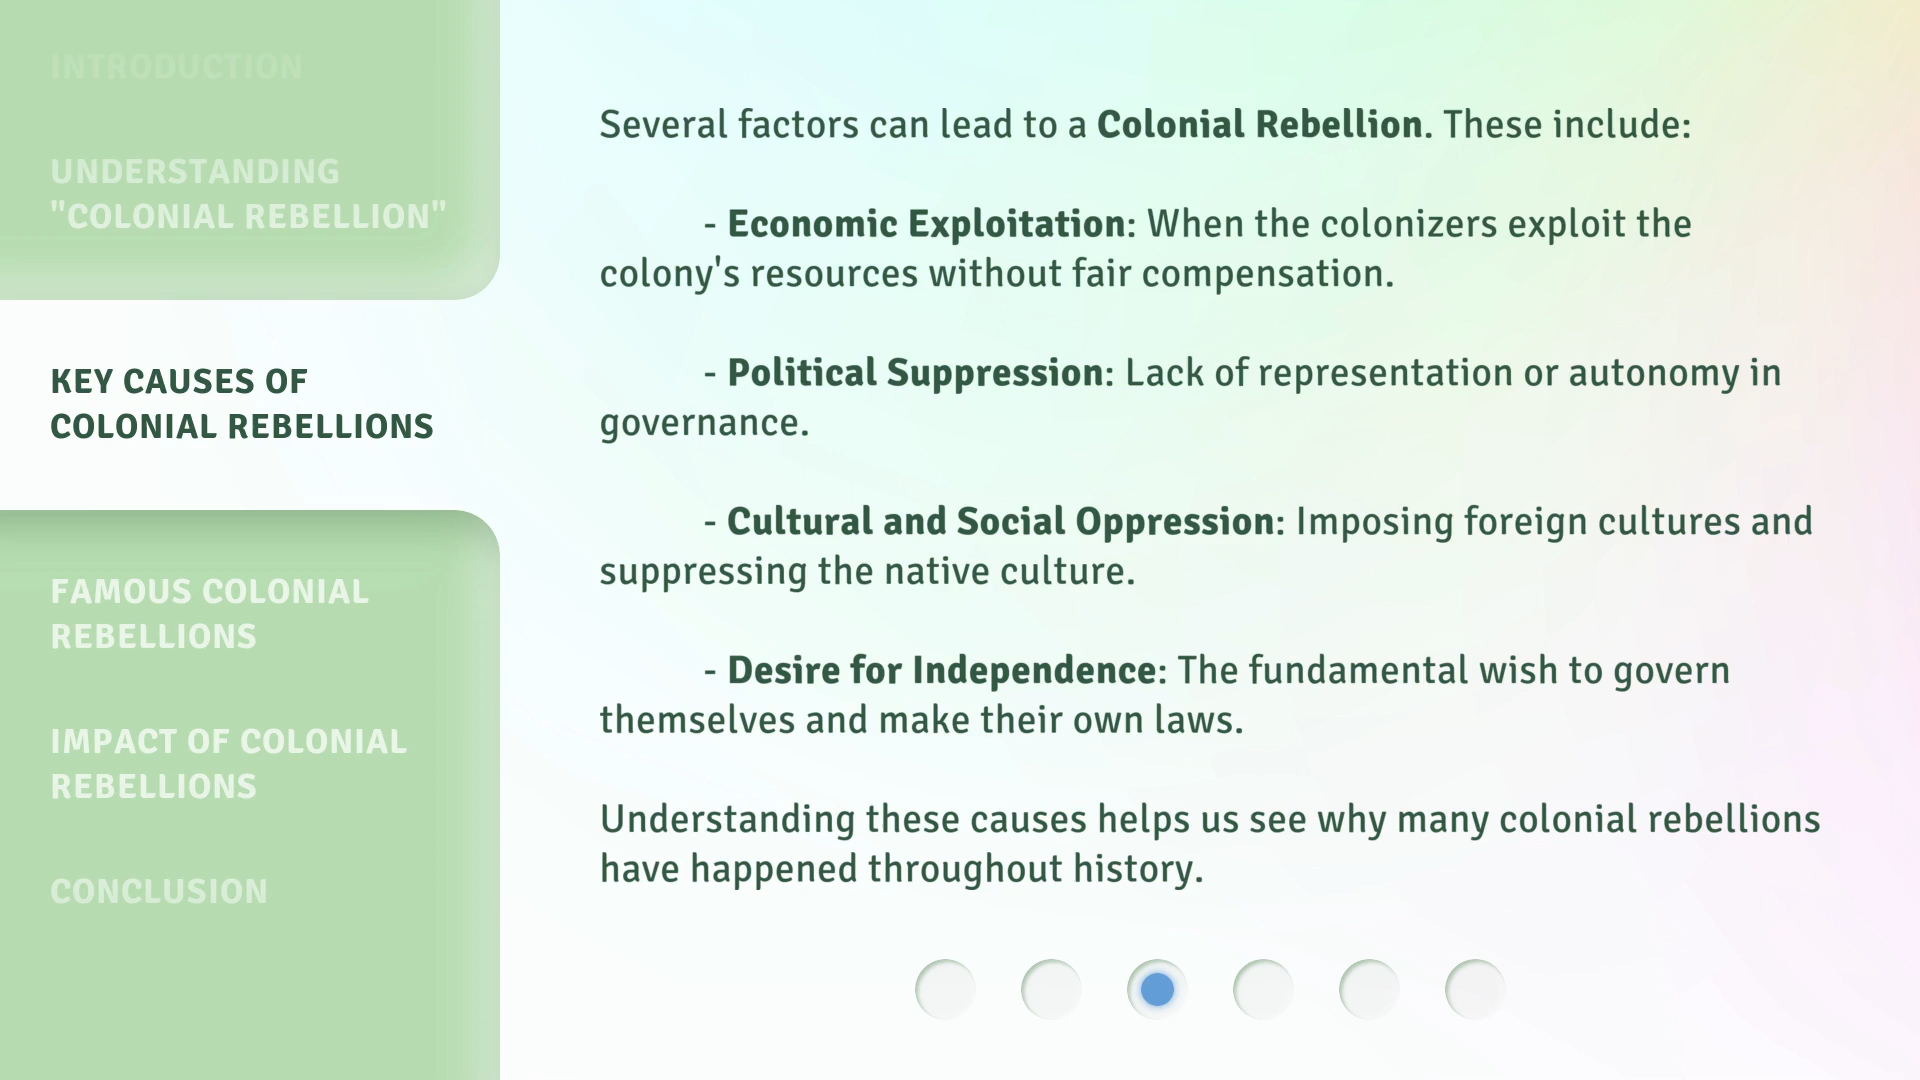 INTRODUCTION
UNDERSTANDING
"COLONIAL REBELLION"
KEY CAUSES OF
COLONIAL REBELLIONS
FAMOUS COLONIAL
REBELLIONS
IMPACT OF COLONIAL
REBELLIONS
CONCLUSION
Several factors can lead to a Colonial Rebellion. These include:
- Economic Exploitation: When the colonizers exploit the
colony's resources without fair compensation.
- Political Suppression: Lack of representation or autonomy in
governance.
- Cultural and Social Oppression: Imposing foreign cultures and
suppressing the native culture.
- Desire for Independence: The fundamental wish to govern
themselves and make their own laws.
Understanding these causes helps us see why many colonial rebellions
have happened throughout history.